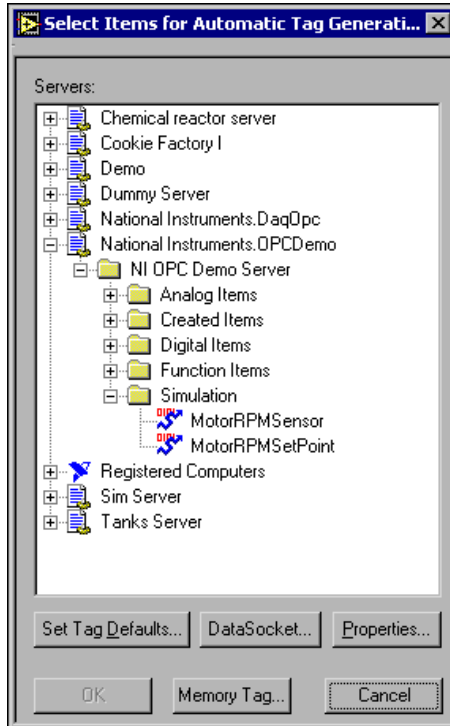 Select Items for Automatic Tag Generati...
Servers:
Chemical reactor server
Cookie Factory I
Demo
Dummy Server
National Instruments.DaqOpc
National Instruments.OPCDemo
NI OPC Demo Server
Analog Items
Created Items
Digital Items
Function Items
Simulation
MotorRPMSensor
MotorRPMSetPoint
Registered Computers
Sim Server
Tanks Server
Set Tag Defaults... DataSocket... Properties...
OK Memory Tag... Cancel